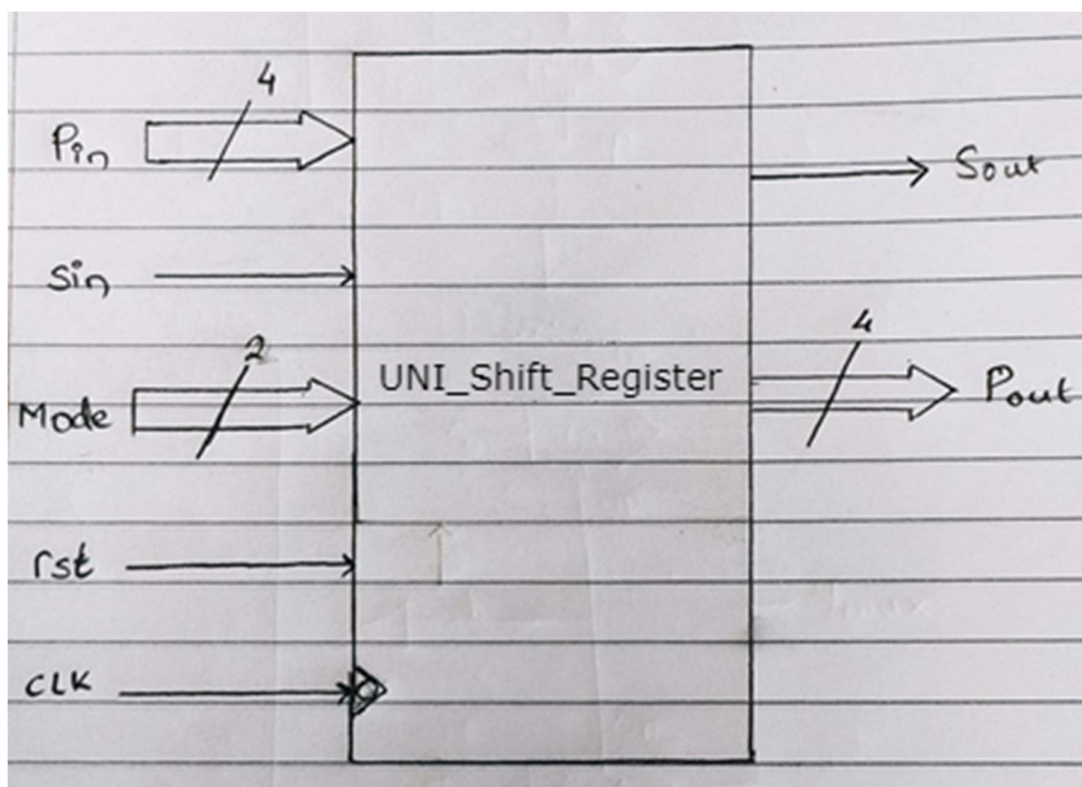 4
Pin
Sout
Sin
2
4
Mode
UNI_Shift_Register
Pout
rst
CLK